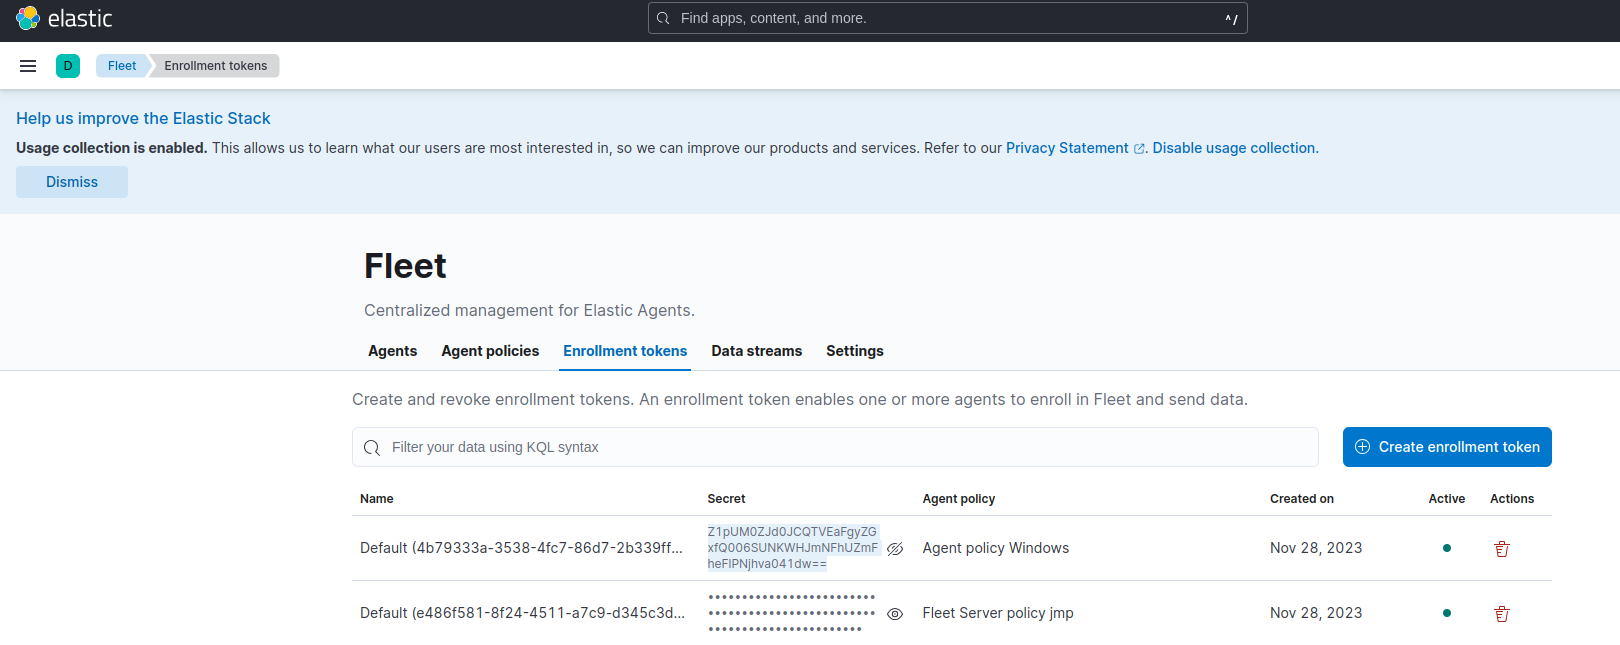 elastic
Find apps, content, and more.
^/
D
Fleet
Enrollment tokens
Help us improve the Elastic Stack
Usage collection is enabled. This allows us to learn what our users are most interested in, so we can improve our products and services. Refer to our Privacy Statement. Disable usage collection.
Dismiss
Fleet
Centralized management for Elastic Agents.
Agents Agent policies Enrollment tokens Data streams Settings
Create and revoke enrollment tokens. An enrollment token enables one or more agents to enroll in Fleet and send data.
Filter your data using KQL syntax
Create enrollment token
Name Secret Agent policy Created on Active Actions
Default (4b79333a-3538-4fc7-86d7-2b339ff...
Z1pUM0ZJd0JCQTVEaFgyZG
xfQ006SUNKWHJmNFhUZmF
heFlPNjhva041dw==
Agent policy Windows
Nov 28, 2023
Default (e486f581-8f24-4511-a7c9-d345c3d...
•••••••••••••••••••••••••
•••••••••••••••••••••••••
•••••••••••••••••••••••
Fleet Server policy jmp
Nov 28, 2023